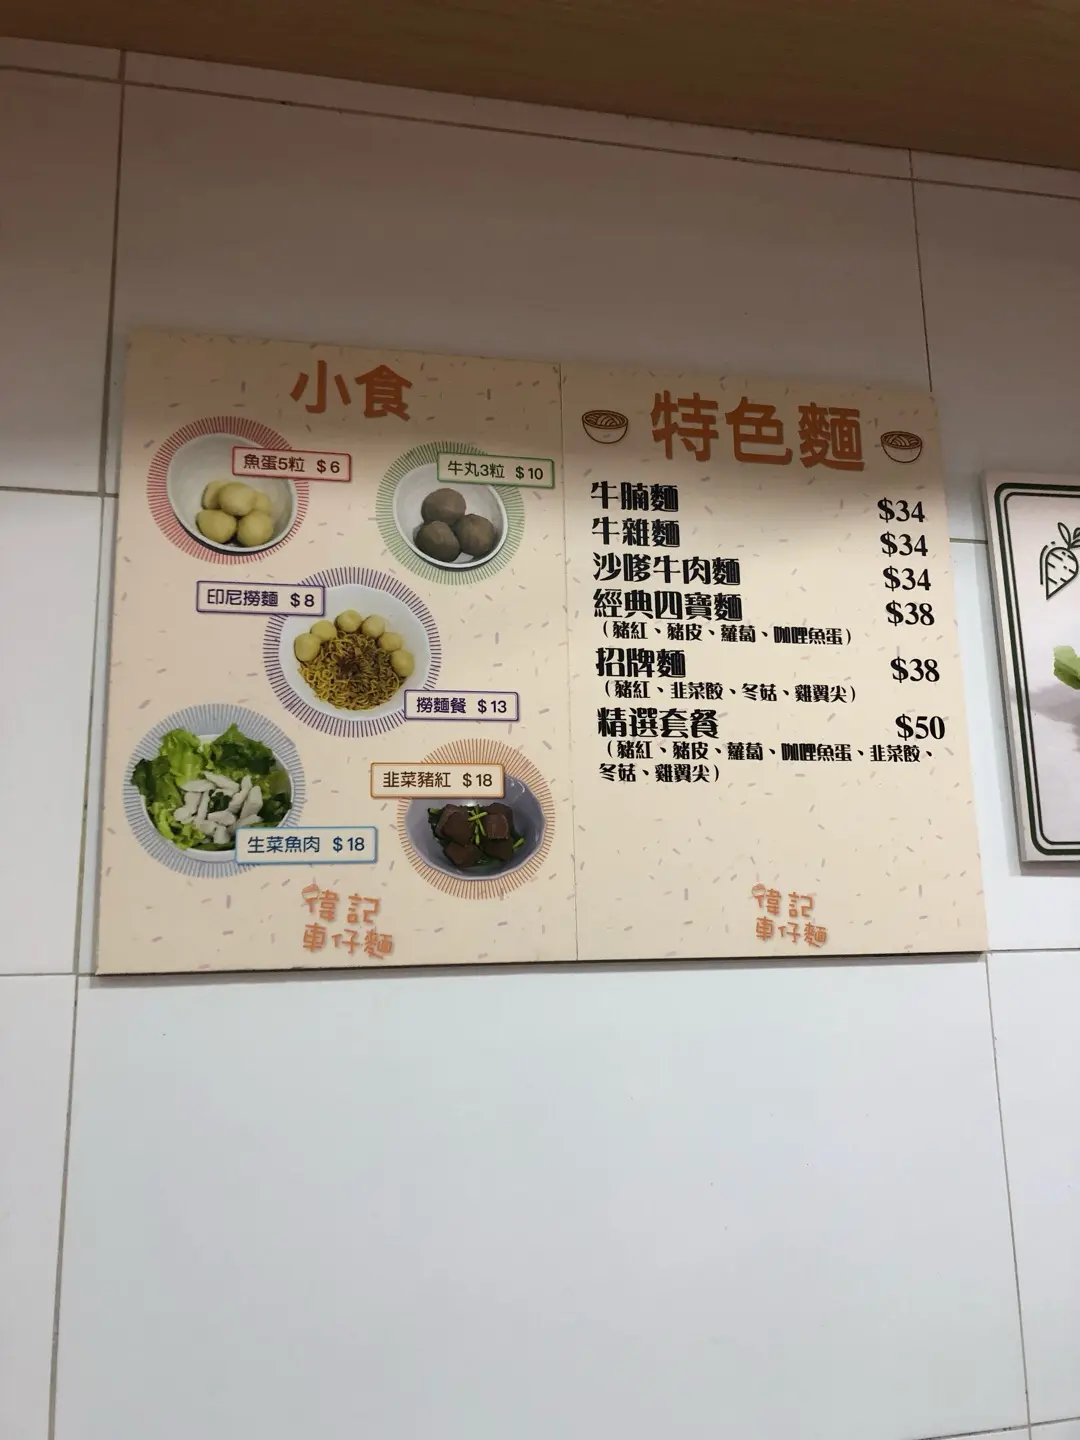 小食
魚蛋5粒 $6
牛丸3粒 $10
印尼撈麵 $8
撈麵餐 $13
韭菜豬紅 $18
生菜魚肉 $18
偉記
車仔麵
特色麵
牛腩麵 $34
牛雜麵 $34
沙嗲牛肉麵 $34
經典四寶麵 $38
（豬紅、豬皮、蘿蔔、咖哩魚蛋）
招牌麵 $38
（豬紅、韭菜餃、冬菇、雞翼尖）
精選套餐 $50
（豬紅、豬皮、蘿蔔、咖哩魚蛋、韭菜餃、
冬菇、雞翼尖）
偉記
車仔麵